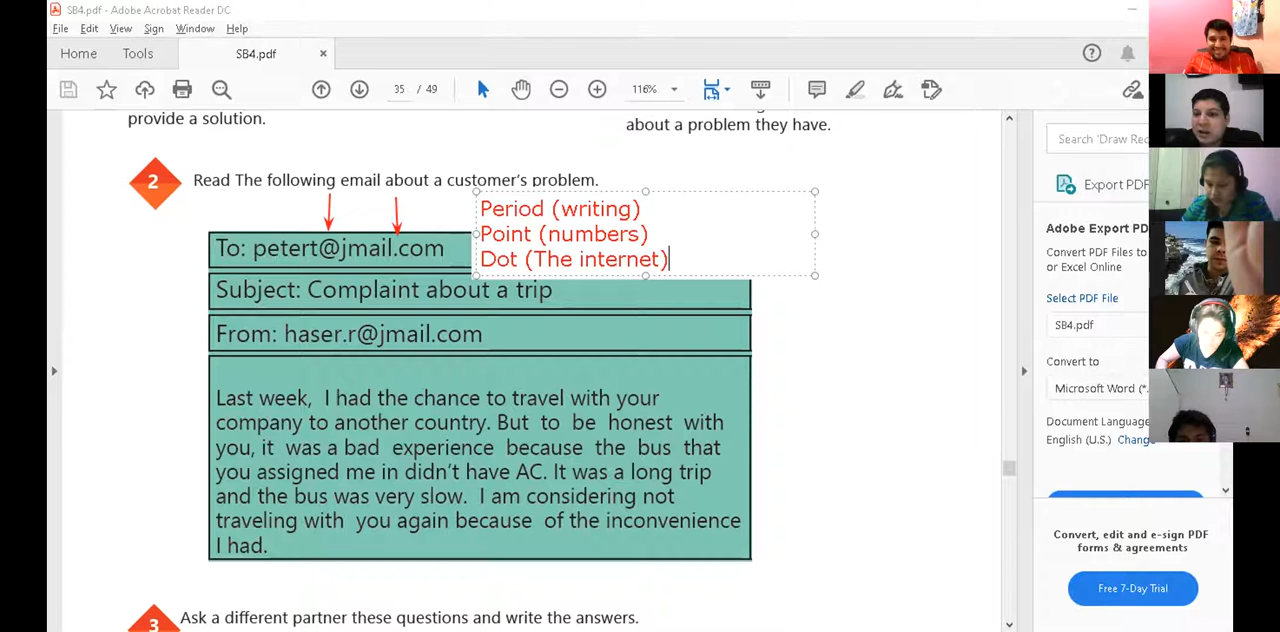 SB4.pdf - Adobe Acrobat Reader DC
File Edit View Sign Window Help
Home Tools SB4.pdf ×
35 / 49 116%
provide a solution.
about a problem they have.
2 Read The following email about a customer's problem.
Period (writing)
Point (numbers)
Dot (The internet)
To: petert@jmail.com
Subject: Complaint about a trip
From: haser.r@jmail.com
Last week, I had the chance to travel with your
company to another country. But to be honest with
you, it was a bad experience because the bus that
you assigned me in didn't have AC. It was a long trip
and the bus was very slow. I am considering not
traveling with you again because of the inconvenience
I had.
3 Ask a different partner these questions and write the answers.
Search 'Draw Rec
Export PDF
Adobe Export PD
Convert PDF Files to
or Excel Online
Select PDF File
SB4.pdf
Convert to
Microsoft Word (*.
Document Language
English (U.S.) Change
Convert, edit and e-sign PDF
forms & agreements
Free 7-Day Trial